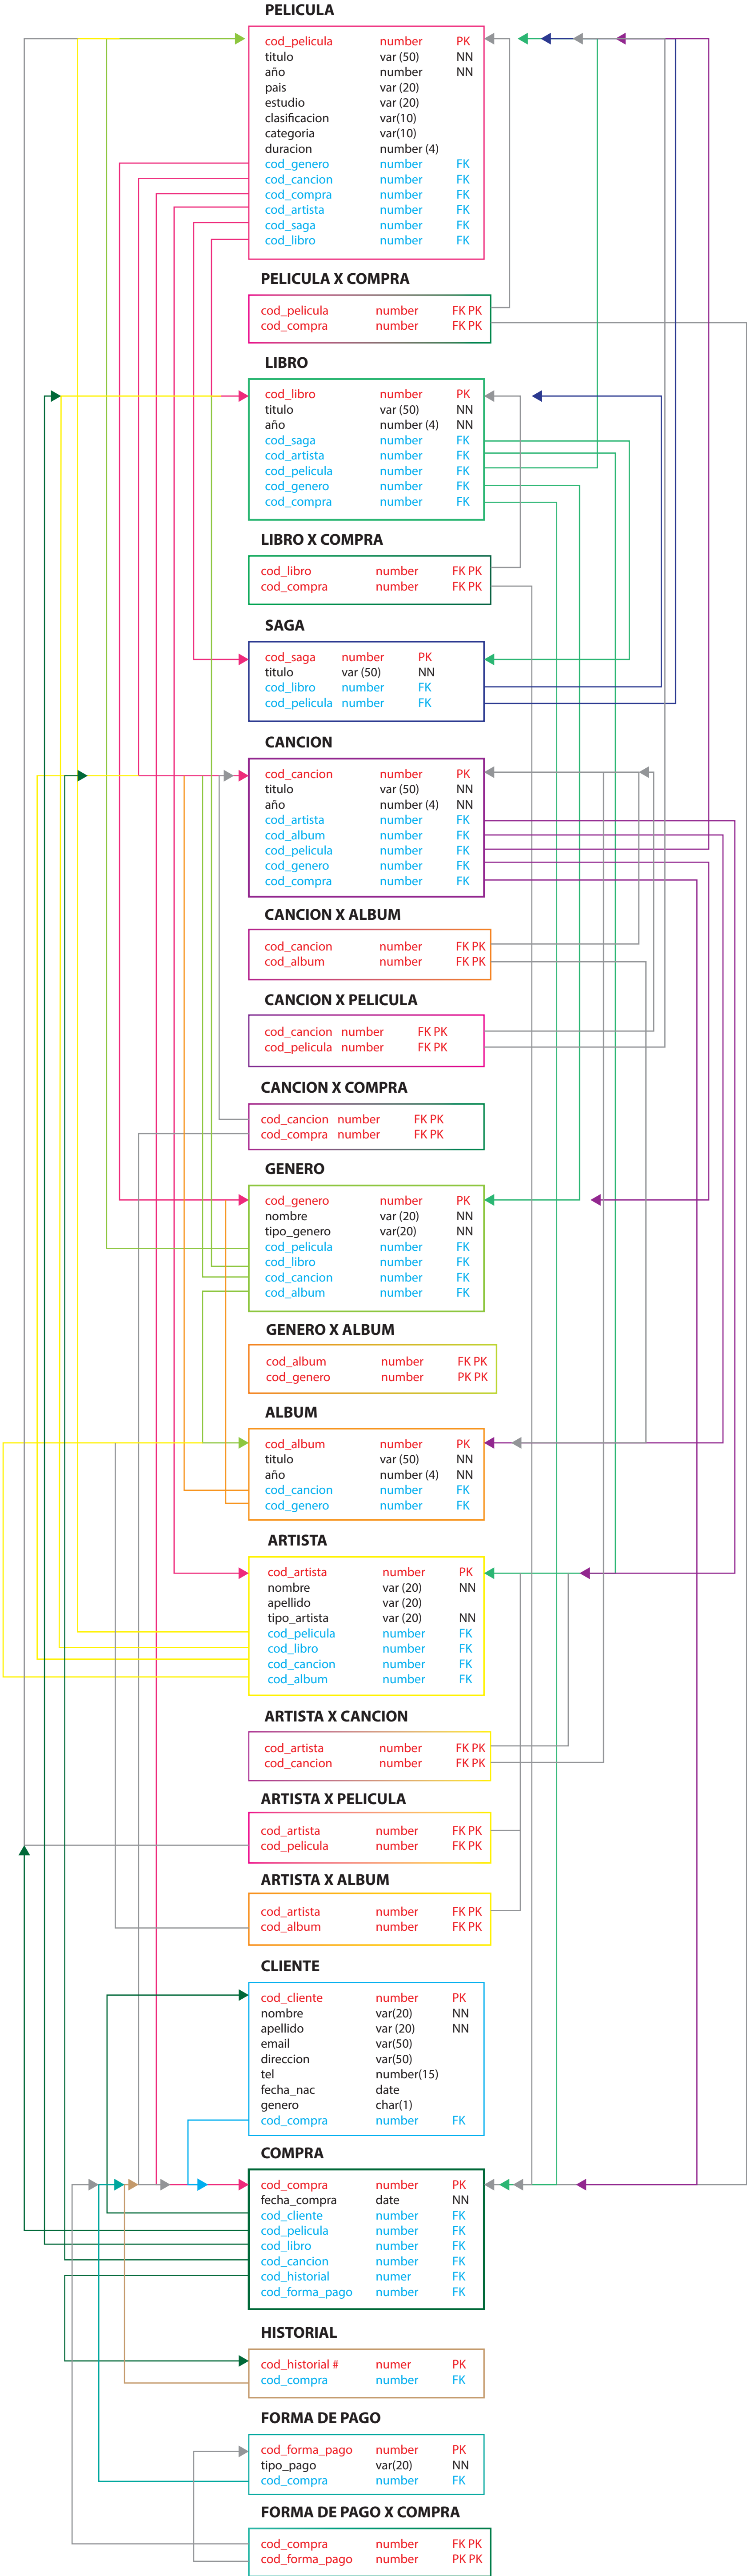 PELICULA
cod_pelicula number PK
titulo var (50) NN
año number NN
pais var (20)
estudio var (20)
clasificacion var(10)
categoria var(10)
duracion number (4)
cod_genero number FK
cod_cancion number FK
cod_compra number FK
cod_artista number FK
cod_saga number FK
cod_libro number FK
PELICULA X COMPRA
cod_pelicula number FK PK
cod_compra number FK PK
LIBRO
cod_libro number PK
titulo var (50) NN
año number (4) NN
cod_saga number FK
cod_artista number FK
cod_pelicula number FK
cod_genero number FK
cod_compra number FK
LIBRO X COMPRA
cod_libro number FK PK
cod_compra number FK PK
SAGA
cod_saga number PK
titulo var (50) NN
cod_libro number FK
cod_pelicula number FK
CANCION
cod_cancion number PK
titulo var (50) NN
año number (4) NN
cod_artista number FK
cod_album number FK
cod_pelicula number FK
cod_genero number FK
cod_compra number FK
CANCION X ALBUM
cod_cancion number FK PK
cod_album number FK PK
CANCION X PELICULA
cod_cancion number FK PK
cod_pelicula number FK PK
CANCION X COMPRA
cod_cancion number FK PK
cod_compra number FK PK
GENERO
cod_genero number PK
nombre var (20) NN
tipo_genero var(20) NN
cod_pelicula number FK
cod_libro number FK
cod_cancion number FK
cod_album number FK
GENERO X ALBUM
cod_album number FK PK
cod_genero number PK PK
ALBUM
cod_album number PK
titulo var (50) NN
año number (4) NN
cod_cancion number FK
cod_genero number FK
ARTISTA
cod_artista number PK
nombre var (20) NN
apellido var (20)
tipo_artista var (20) NN
cod_pelicula number FK
cod_libro number FK
cod_cancion number FK
cod_album number FK
ARTISTA X CANCION
cod_artista number FK PK
cod_cancion number FK PK
ARTISTA X PELICULA
cod_artista number FK PK
cod_pelicula number FK PK
ARTISTA X ALBUM
cod_artista number FK PK
cod_album number FK PK
CLIENTE
cod_cliente number PK
nombre var(20) NN
apellido var (20) NN
email var(50)
direccion var(50)
tel number(15)
fecha_nac date
genero char(1)
cod_compra number FK
COMPRA
cod_compra number PK
fecha_compra date NN
cod_cliente number FK
cod_pelicula number FK
cod_libro number FK
cod_cancion number FK
cod_historial numer FK
cod_forma_pago number FK
HISTORIAL
cod_historial # numer PK
cod_compra number FK
FORMA DE PAGO
cod_forma_pago number PK
tipo_pago var(20) NN
cod_compra number FK
FORMA DE PAGO X COMPRA
cod_compra number FK PK
cod_forma_pago number PK PK